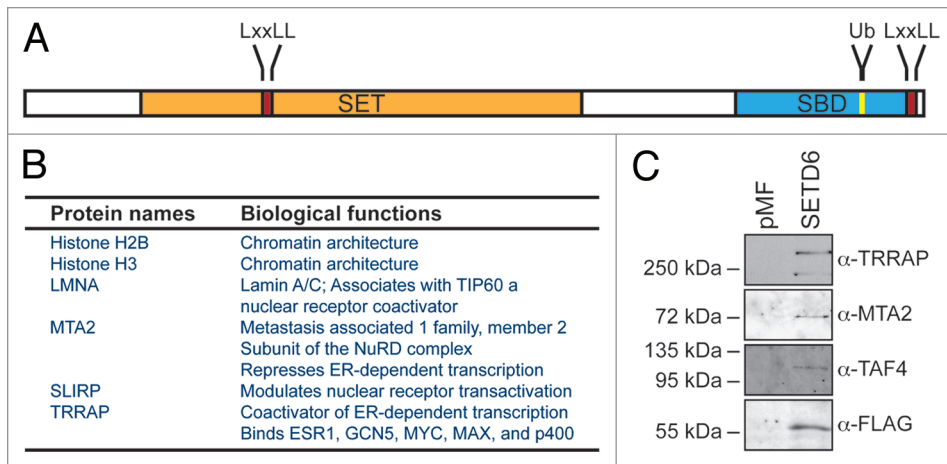 A
LxxLL
Ub LxxLL
SET
SBD
B
Protein names Biological functions
Histone H2B Chromatin architecture
Histone H3 Chromatin architecture
LMNA Lamin A/C; Associates with TIP60 a
nuclear receptor coactivator
MTA2 Metastasis associated 1 family, member 2
Subunit of the NuRD complex
Represses ER-dependent transcription
SLIRP Modulates nuclear receptor transactivation
TRRAP Coactivator of ER-dependent transcription
Binds ESR1, GCN5, MYC, MAX, and p400
C
pMF
SETD6
250 kDa – α-TRRAP
72 kDa – α-MTA2
135 kDa –
α-TAF4
95 kDa –
55 kDa – α-FLAG